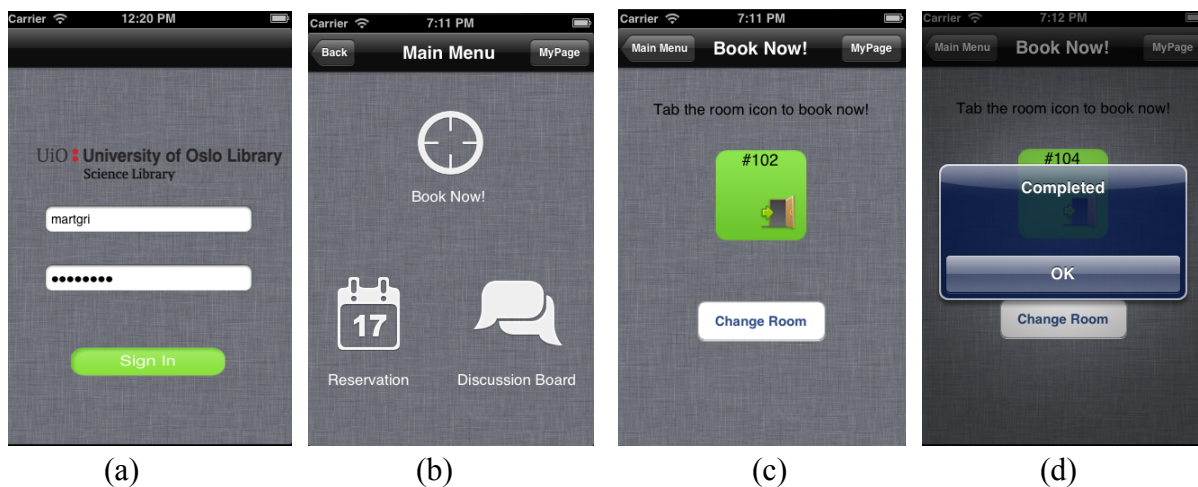 Carrier 12:20 PM
UiO : University of Oslo Library
Science Library
martgri
••••••••
Sign In
(a)
Carrier 7:11 PM
Back Main Menu MyPage
Book Now!
17
Reservation Discussion Board
(b)
Carrier 7:11 PM
Main Menu Book Now! MyPage
Tab the room icon to book now!
#102
Change Room
(c)
Carrier 7:12 PM
Main Menu Book Now! MyPage
Tab the room icon to book now!
#104
Completed
OK
Change Room
(d)